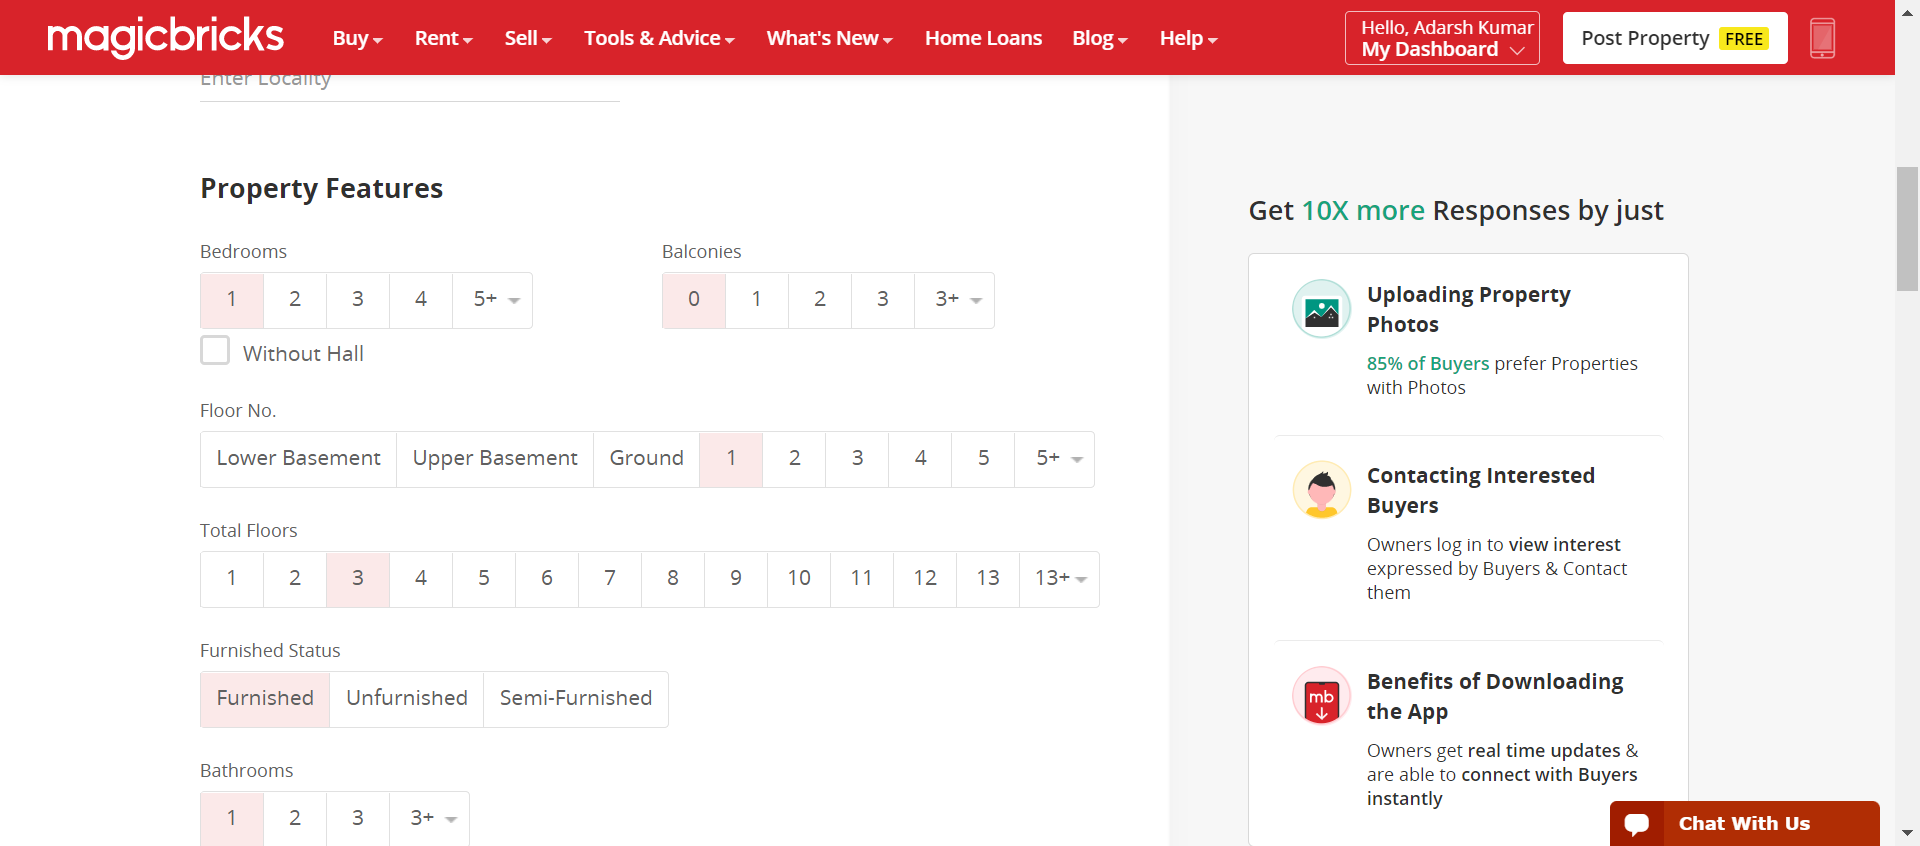 magicbricks
Buy Rent Sell Tools & Advice What's New Home Loans Blog Help
Hello, Adarsh Kumar
My Dashboard
Post Property FREE
Enter Locality
Property Features
Bedrooms
1 2 3 4 5+
Without Hall
Balconies
0 1 2 3 3+
Floor No.
Lower Basement Upper Basement Ground 1 2 3 4 5 5+
Total Floors
1 2 3 4 5 6 7 8 9 10 11 12 13 13+
Furnished Status
Furnished Unfurnished Semi-Furnished
Bathrooms
1 2 3 3+
Get 10X more Responses by just
Uploading Property
Photos
85% of Buyers prefer Properties
with Photos
Contacting Interested
Buyers
Owners log in to view interest
expressed by Buyers & Contact
them
mb
Benefits of Downloading
the App
Owners get real time updates &
are able to connect with Buyers
instantly
Chat With Us